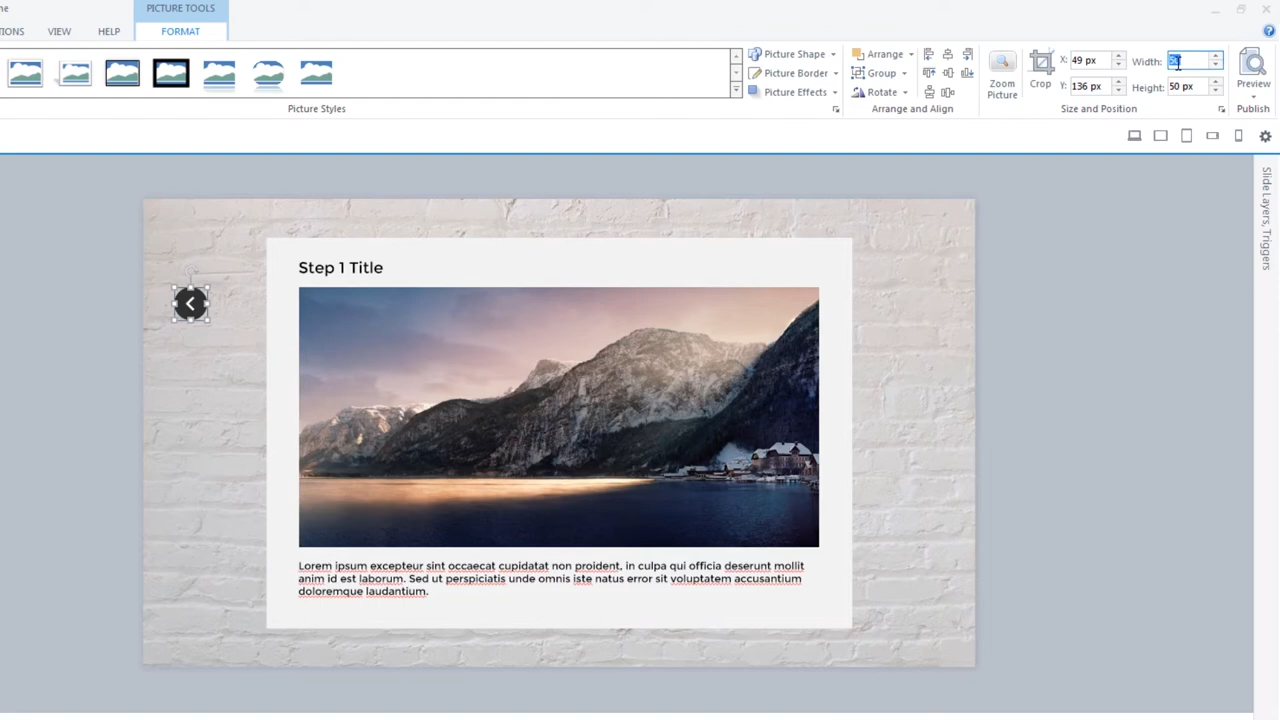 PICTURE TOOLS
VIEW HELP FORMAT
Picture Shape
Picture Border
Picture Effects
Picture Styles
Arrange
Group
Rotate
Arrange and Align
Zoom
Picture
Crop
X: 49 px
Y: 136 px
Width:
Height: 50 px
Size and Position
Preview
Publish
Slide Layers, Triggers
Step 1 Title
Lorem ipsum excepteur sint occaecat cupidatat non proident, in culpa qui officia deserunt mollit
anim id est laborum. Sed ut perspiciatis unde omnis iste natus error sit voluptatem accusantium
doloremque laudantium.